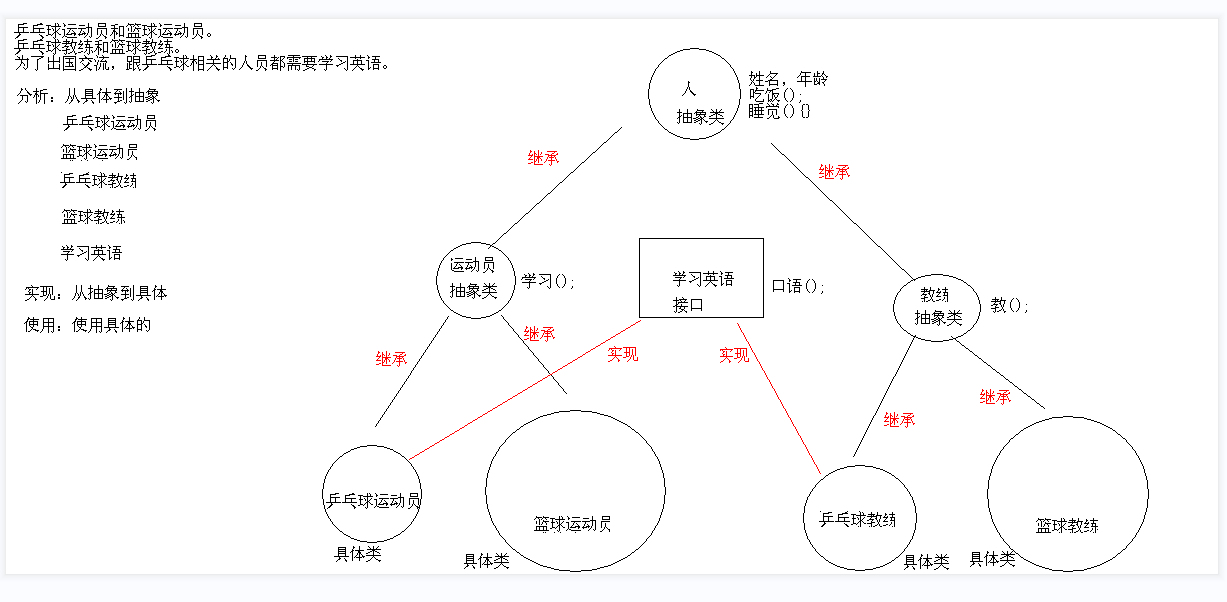 乒乓球运动员和篮球运动员。
乒乓球教练和篮球教练。
为了出国交流，跟乒乓球相关的人员都需要学习英语。
分析：从具体到抽象
乒乓球运动员
篮球运动员
乒乓球教练
篮球教练
学习英语
实现：从抽象到具体
使用：使用具体的
人
抽象类
姓名，年龄
吃饭();
睡觉(){}
继承
继承
运动员
抽象类
学习();
学习英语
接口
口语();
教练
抽象类
教();
继承
继承
实现
实现
继承
继承
乒乓球运动员
具体类
篮球运动员
具体类
乒乓球教练
具体类
篮球教练
具体类